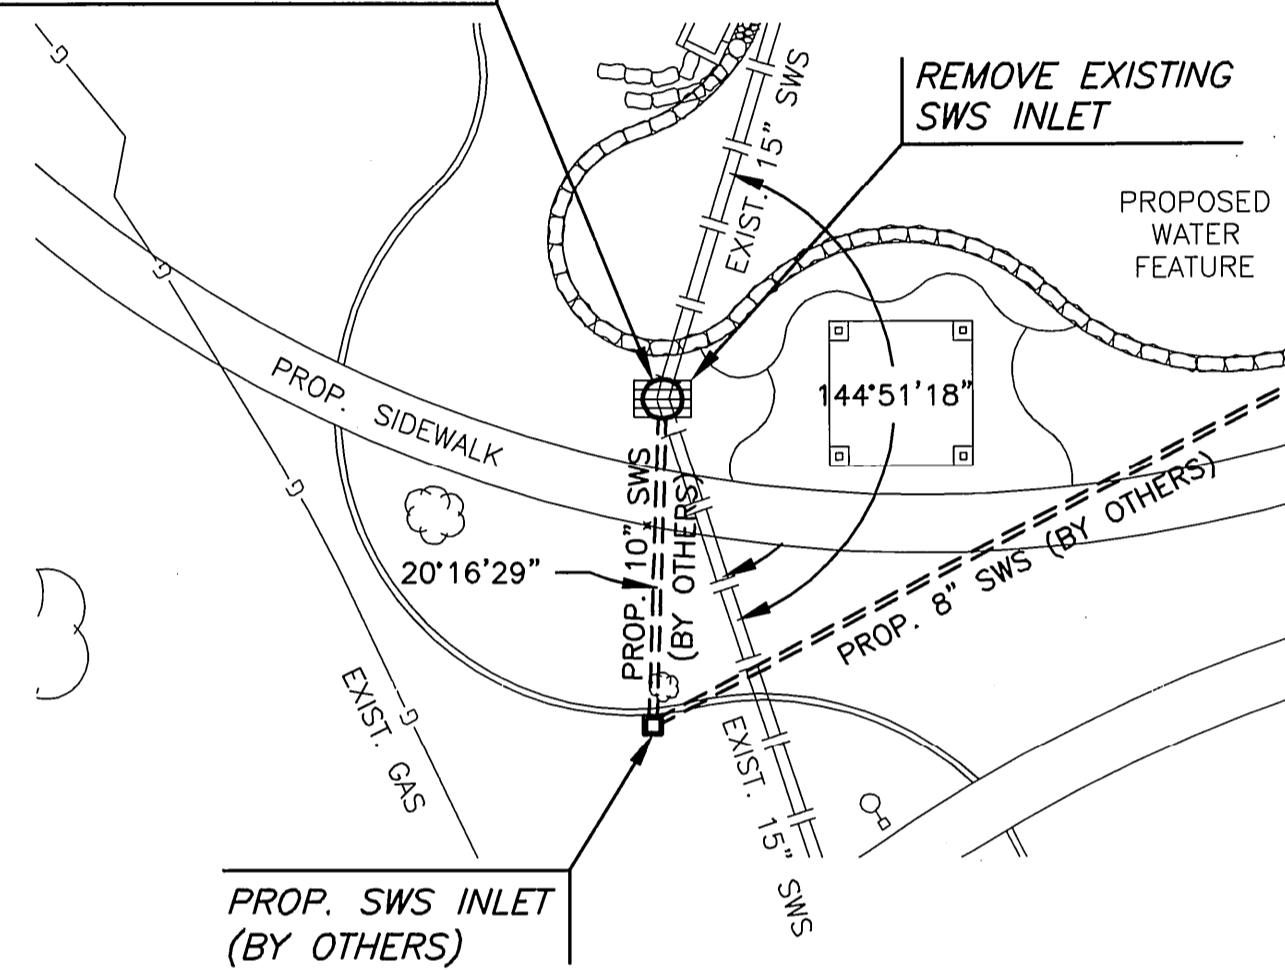 REMOVE EXISTING
SWS INLET
EXIST. 15" SWS
PROPOSED
WATER
FEATURE
G
G
PROP. SIDEWALK
144°51'18"
G
PROP. 10" SWS
(BY OTHERS)
20°16'29"
PROP. 8" SWS (BY OTHERS)
EXIST. GAS
G
EXIST. 15" SWS
PROP. SWS INLET
(BY OTHERS)